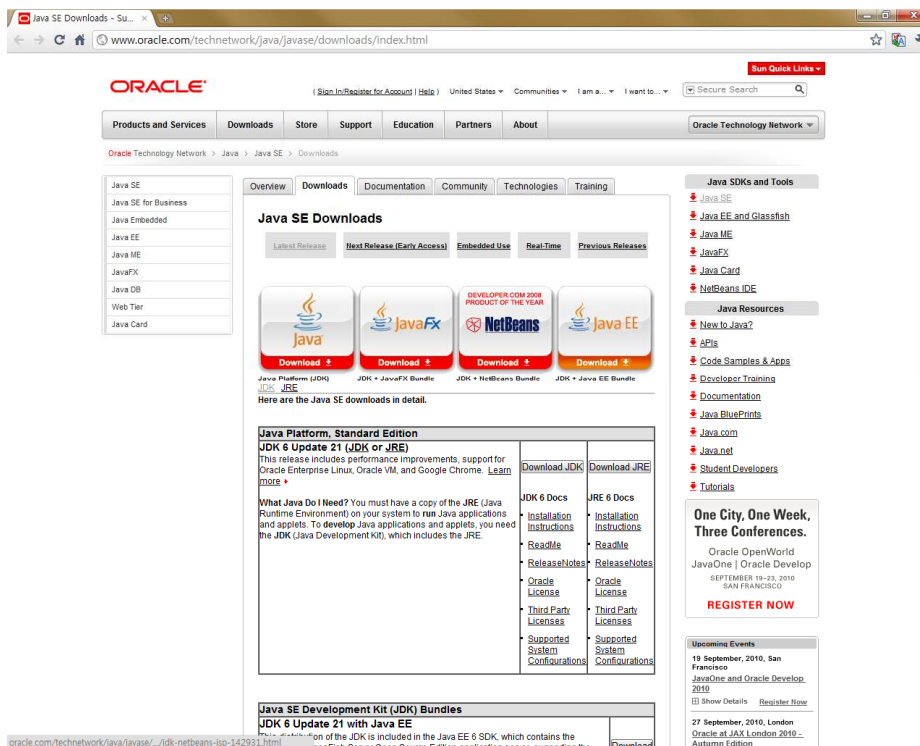 Java SE Downloads - Su...
www.oracle.com/technetwork/java/javase/downloads/index.html
Sun Quick Links
ORACLE
( Sign In/Register for Account | Help ) United States Communities I am a... I want to... Secure Search
Products and Services Downloads Store Support Education Partners About Oracle Technology Network
Oracle Technology Network > Java > Java SE > Downloads
Java SE
Java SE for Business
Java Embedded
Java EE
Java ME
JavaFX
Java DB
Web Tier
Java Card
Overview Downloads Documentation Community Technologies Training
Java SE Downloads
Latest Release Next Release (Early Access) Embedded Use Real-Time Previous Releases
Java
Download
JavaFX
Download
DEVELOPER.COM 2008
PRODUCT OF THE YEAR
NetBeans
Download
Java EE
Download
Java Platform (JDK) JDK + JavaFX Bundle JDK + NetBeans Bundle JDK + Java EE Bundle
JDK JRE
Here are the Java SE downloads in detail.
Java Platform, Standard Edition
JDK 6 Update 21 (JDK or JRE)
This release includes performance improvements, support for
Oracle Enterprise Linux, Oracle VM, and Google Chrome. Learn
more
What Java Do I Need? You must have a copy of the JRE (Java
Runtime Environment) on your system to run Java applications
and applets. To develop Java applications and applets, you need
the JDK (Java Development Kit), which includes the JRE.
Download JDK
JDK 6 Docs
Installation
Instructions
ReadMe
ReleaseNotes
Oracle
License
Third Party
Licenses
Supported
System
Configurations
Download JRE
JRE 6 Docs
Installation
Instructions
ReadMe
ReleaseNotes
Oracle
License
Third Party
Licenses
Supported
System
Configurations
Java SE Development Kit (JDK) Bundles
JDK 6 Update 21 with Java EE
This distribution of the JDK is included in the Java EE 6 SDK, which contains the
Download
Java SDKs and Tools
Java SE
Java EE and Glassfish
Java ME
JavaFX
Java Card
NetBeans IDE
Java Resources
New to Java?
APIs
Code Samples & Apps
Developer Training
Documentation
Java BluePrints
Java.com
Java.net
Student Developers
Tutorials
One City, One Week,
Three Conferences.
Oracle OpenWorld
JavaOne | Oracle Develop
SEPTEMBER 19–23, 2010
SAN FRANCISCO
REGISTER NOW
Upcoming Events
19 September, 2010, San
Francisco
JavaOne and Oracle Develop
2010
Show Details Register Now
27 September, 2010, London
Oracle at JAX London 2010 -
Autumn Edition
oracle.com/technetwork/java/javase/.../jdk-netbeans-jsp-142931.html